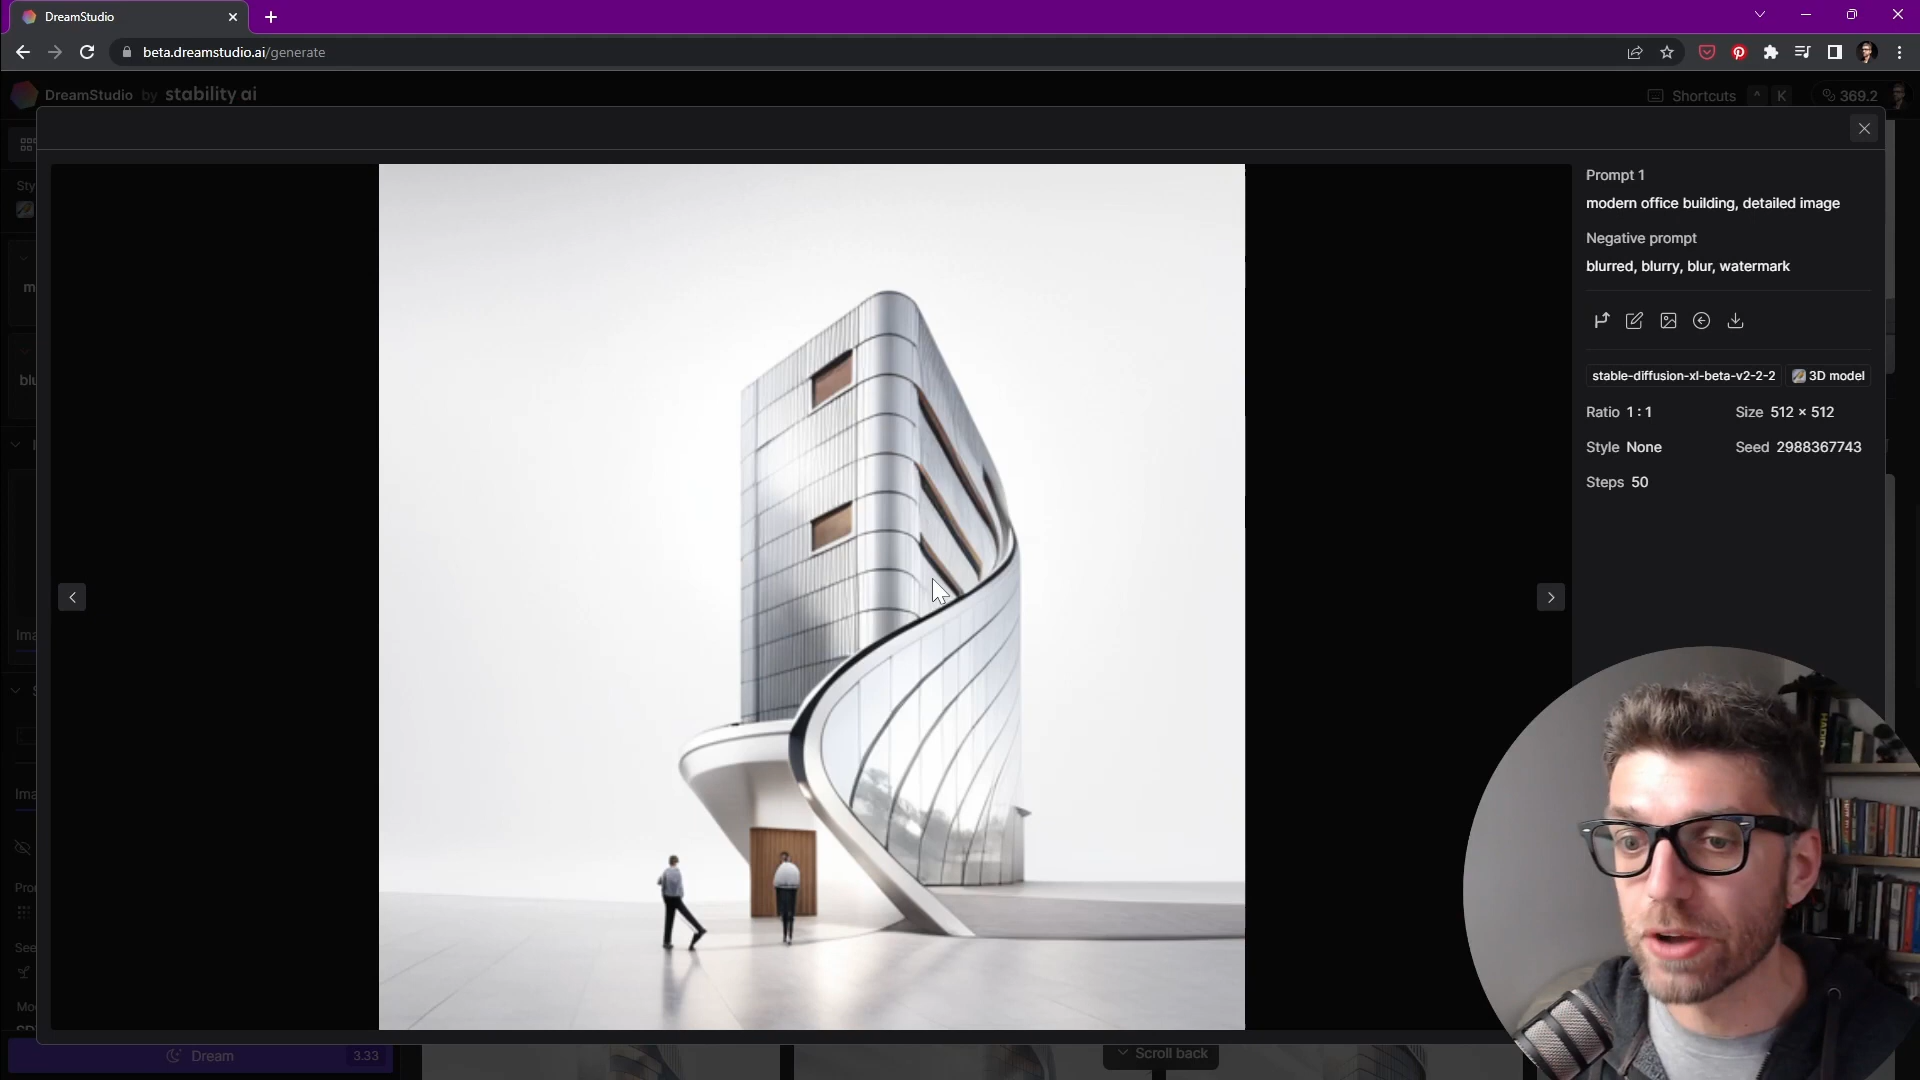 DreamStudio
beta.dreamstudio.ai/generate
DreamStudio by stability ai
Shortcuts ^ K
369.2
Prompt 1
modern office building, detailed image
Negative prompt
blurred, blurry, blur, watermark
stable-diffusion-xl-beta-v2-2-2 3D model
Ratio 1 : 1 Size 512 × 512
Style None Seed 2988367743
Steps 50
Dream 3.33
Scroll back